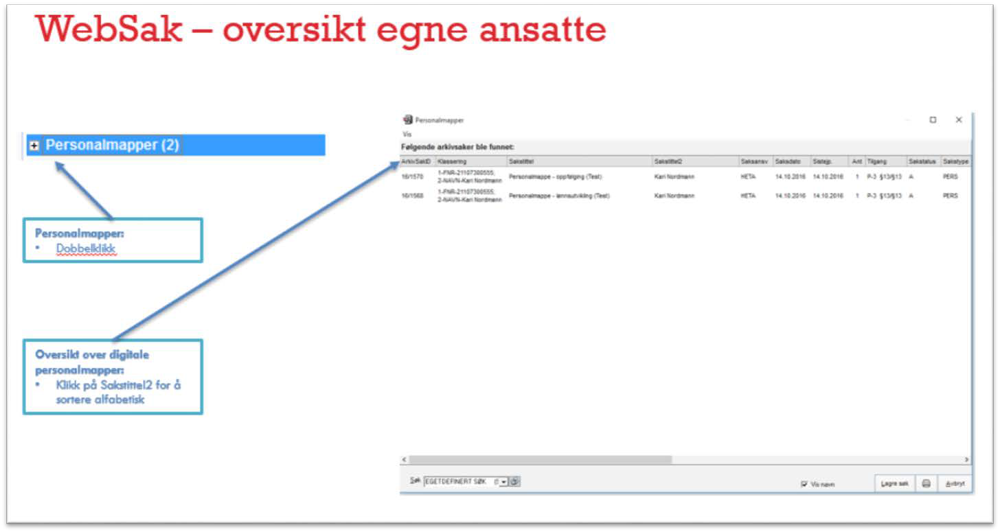 WebSak – oversikt egne ansatte
Personalmapper (2)
Personalmapper:
• Dobbelklikk
Oversikt over digitale
personalmapper:
• Klikk på Sakstittel2 for å
sortere alfabetisk
Personalmapper
Vis
Følgende arkivsaker ble funnet:
ArkivSakID Klassering Sakstittel Sakstittel2 Saksansv Saksdato Sistejp. Ant Tilgang Sakstatus Sakstype
16/1570 1-FNR-21107300555; Personalmappe - oppfølging (Test) Kari Nordmann HETA 14.10.2016 14.10.2016 1 P-3 §13/§13 A PERS
2-NAVN-Kari Nordmann
16/1568 1-FNR-21107300555; Personalmappe - lønnsutvikling (Test) Kari Nordmann HETA 14.10.2016 14.10.2016 1 P-3 §13/§13 A PERS
2-NAVN-Kari Nordmann
Søk EGETDEFINERT SØK
Vis navn Lagre søk Avbryt